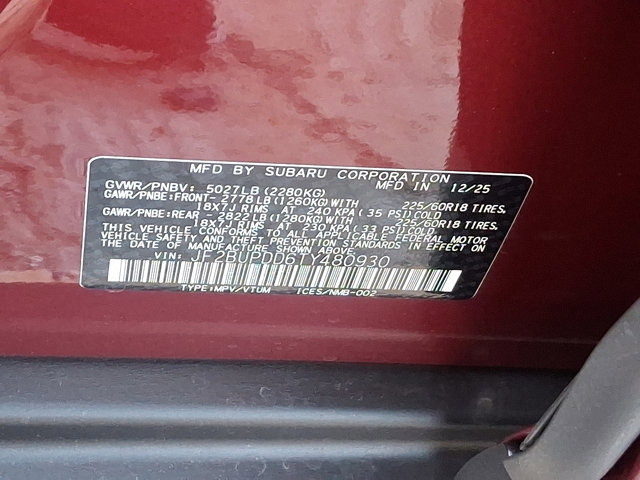 MFD BY SUBARU CORPORATION
GVWR/PNBV: 5027LB(2280KG) MFD IN 12/25
GAWR/PNBE:FRONT-2778LB(1260KG)WITH 225/60R18 TIRES,
18X7J RIMS AT 240 KPA(35 PSI)COLD
GAWR/PNBE:REAR -2822LB(1280KG)WITH 225/60R18 TIRES,
18X7J RIMS AT 230 KPA(33 PSI)COLD
THIS VEHICLE CONFORMS TO ALL APPLICABLE FEDERAL MOTOR
VEHICLE SAFETY AND THEFT PREVENTION STANDARDS IN EFFECT ON
THE DATE OF MANUFACTURE SHOWN ABOVE.
VIN: JF2BUPDD6TY480930
TYPE:MPV/VTUM ICES/NMB-002